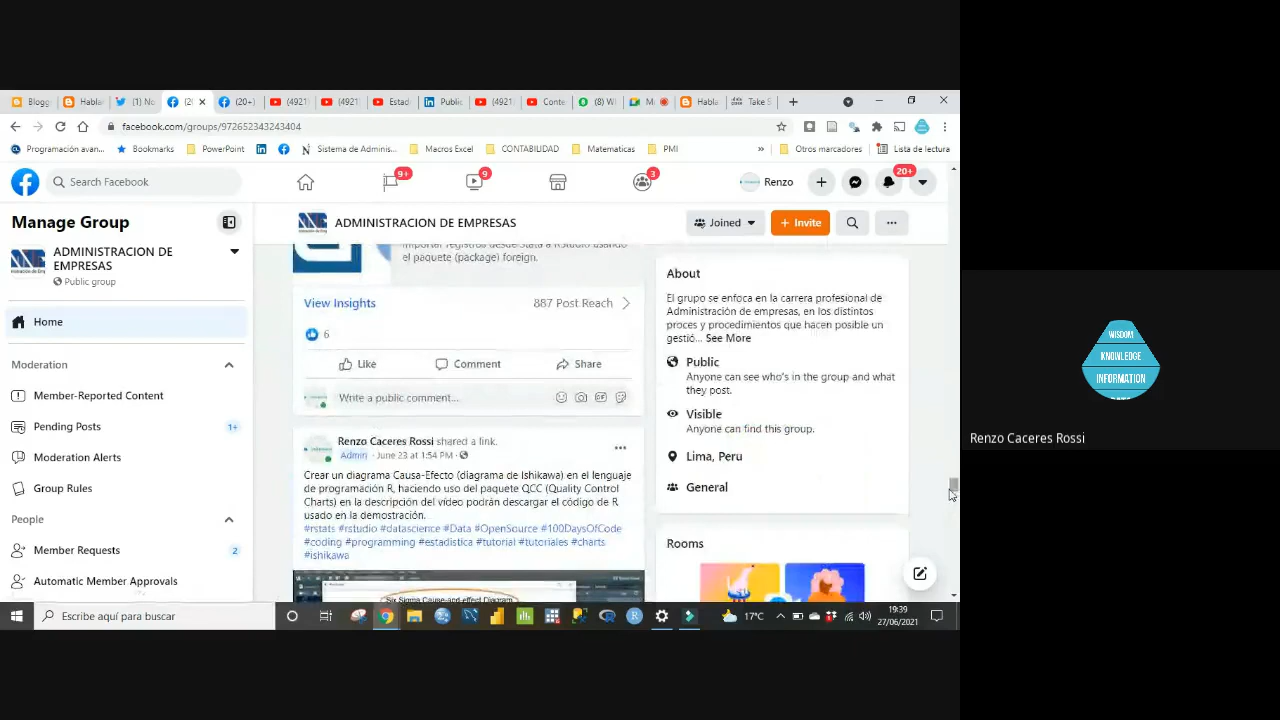 Blogg
Habla
(1) No
(2(
(20+)
(4921
(4921
Estad
Public
(4921
Conte
(8) W
M
Habla
Take S
facebook.com/groups/972652343243404
Programación avan...
Bookmarks
PowerPoint
Sistema de Adminis...
Macros Excel
CONTABILIDAD
Matematicas
PMI
»
Otros marcadores
Lista de lectura
Search Facebook
9+
9
3
Renzo
20+
Manage Group
ADMINISTRACION DE EMPRESAS
Joined
+ Invite
ADMINISTRACION DE
EMPRESAS
Public group
Home
Moderation
Member-Reported Content
Pending Posts
1+
Moderation Alerts
Group Rules
People
Member Requests
2
Automatic Member Approvals
Importar registros desde Stata a RStudio usando
el paquete (package) foreign.
View Insights
887 Post Reach
6
Like
Comment
Share
Write a public comment...
Renzo Caceres Rossi shared a link.
Admin · June 23 at 1:54 PM ·
Crear un diagrama Causa-Efecto (diagrama de Ishikawa) en el lenguaje
de programación R, haciendo uso del paquete QCC (Quality Control
Charts) en la descripción del vídeo podrán descargar el código de R
usado en la demostración.
#rstats #rstudio #datascience #Data #OpenSource #100DaysOfCode
#coding #programming #estadistica #tutorial #tutoriales #charts
#ishikawa
Six Sigma Cause-and-effect Diagram
About
El grupo se enfoca en la carrera profesional de
Administración de empresas, en los distintos
proces y procedimientos que hacen posible un
gestió... See More
Public
Anyone can see who's in the group and what
they post.
Visible
Anyone can find this group.
Lima, Peru
General
Rooms
Escribe aquí para buscar
17°C
19:39
27/06/2021
WISDOM
KNOWLEDGE
INFORMATION
Renzo Caceres Rossi